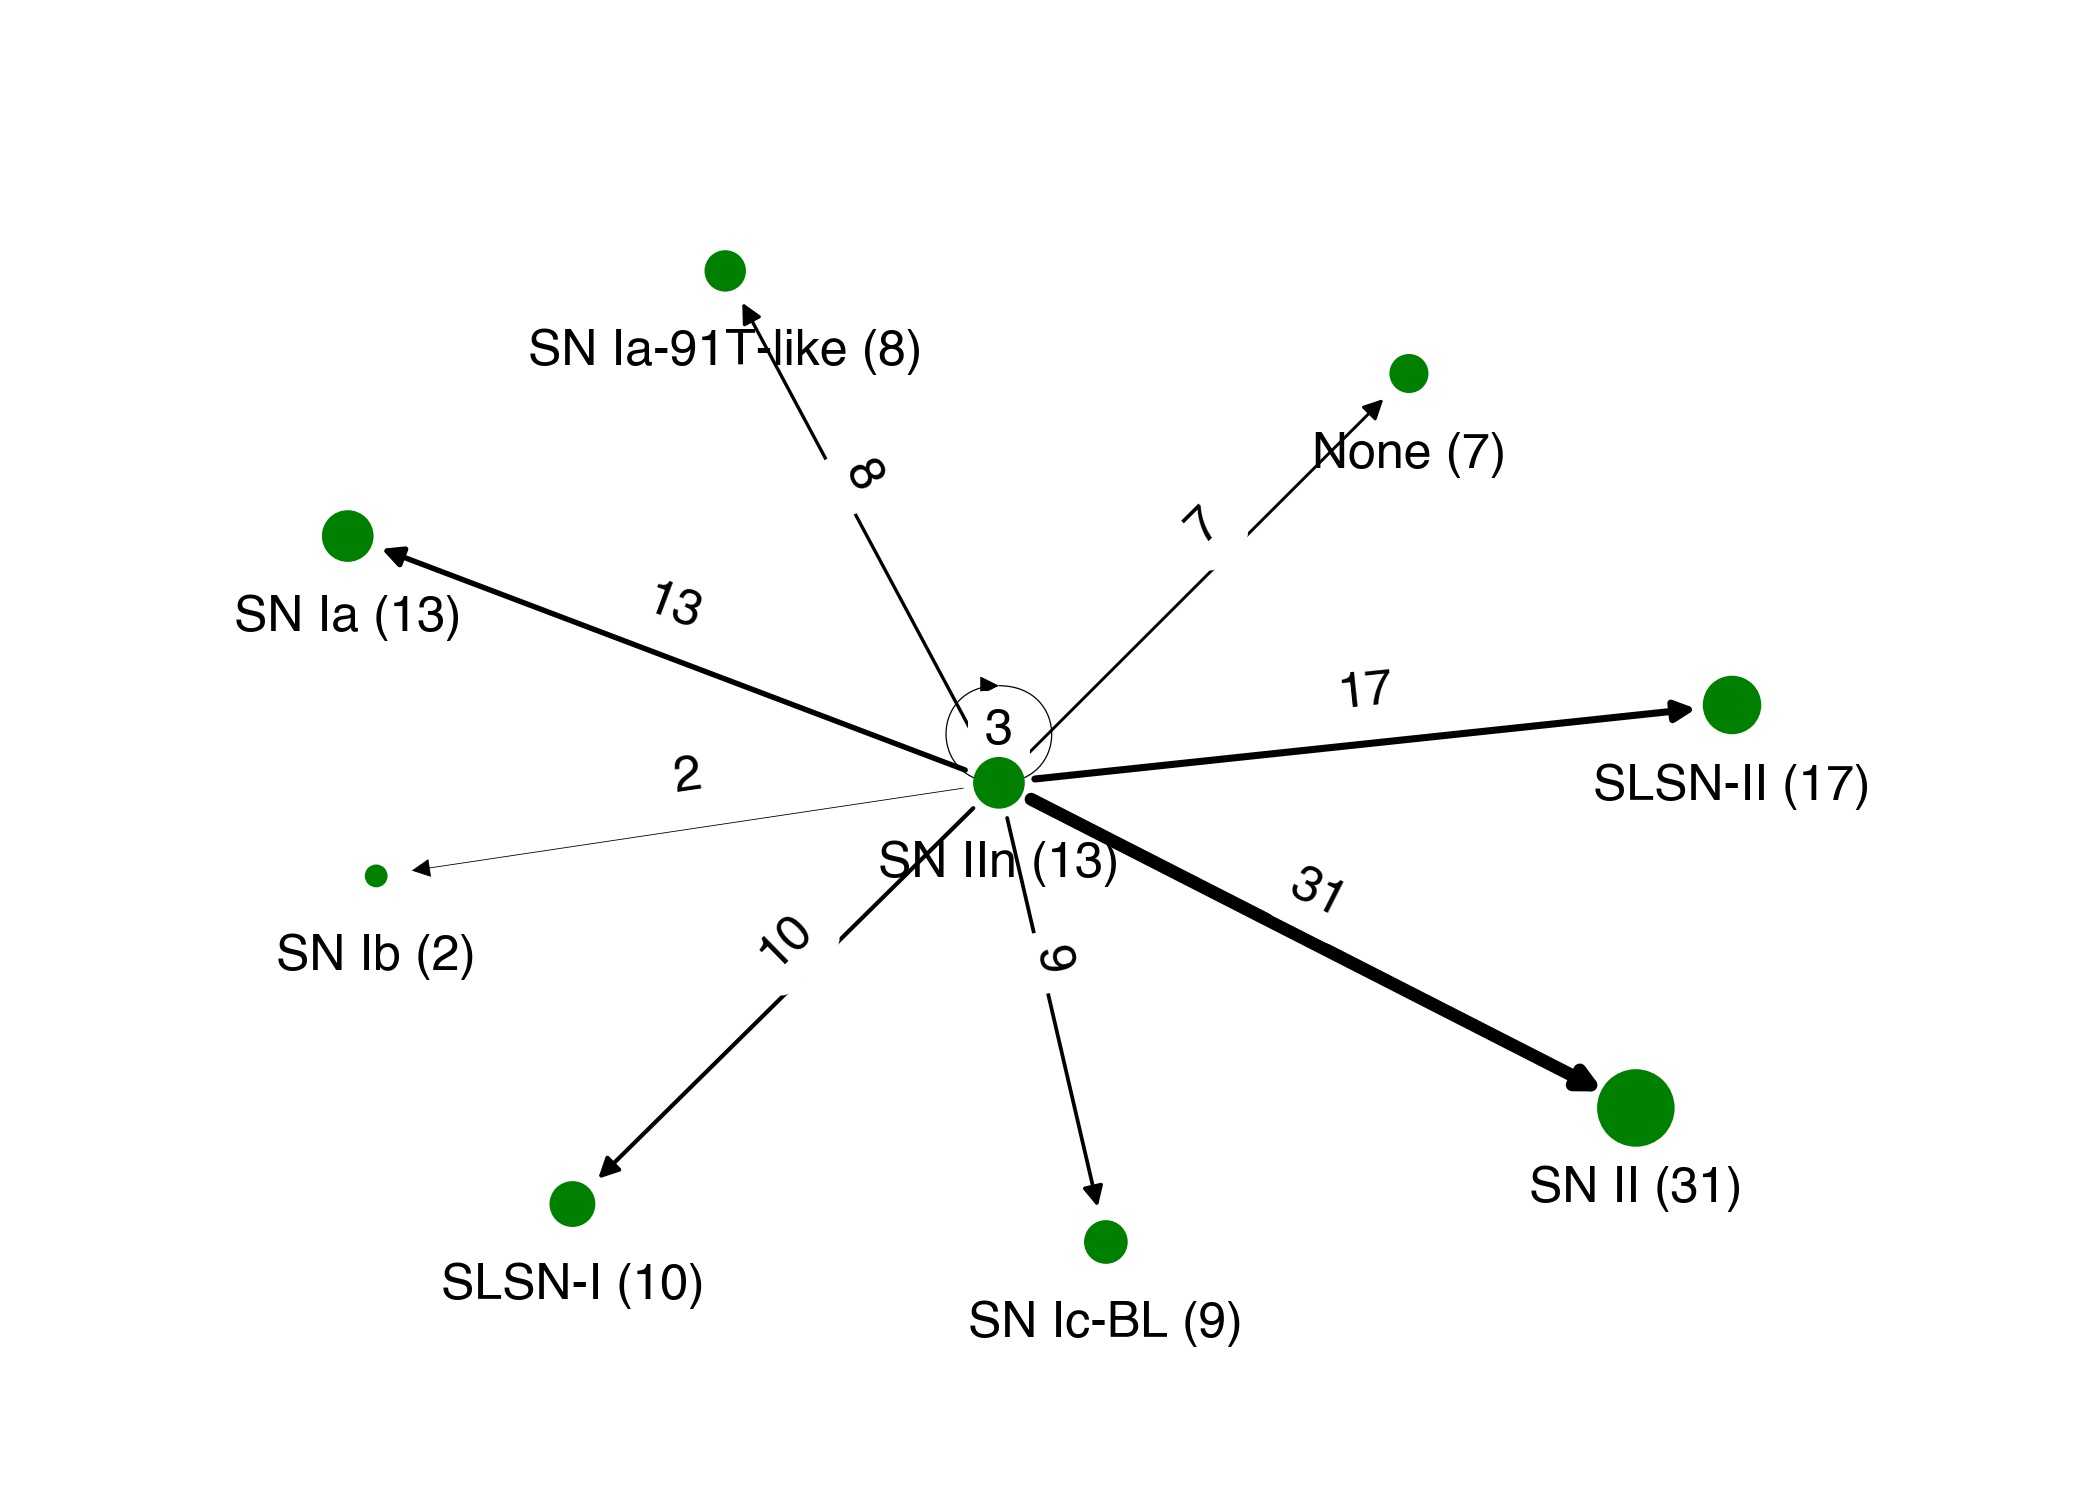 SN Ia-91T-like (8)
None (7)
8
7
SN Ia (13)
13
17
3
SLSN-II (17)
2
SN IIn (13)
31
SN Ib (2)
10
9
SN II (31)
SLSN-I (10)
SN Ic-BL (9)